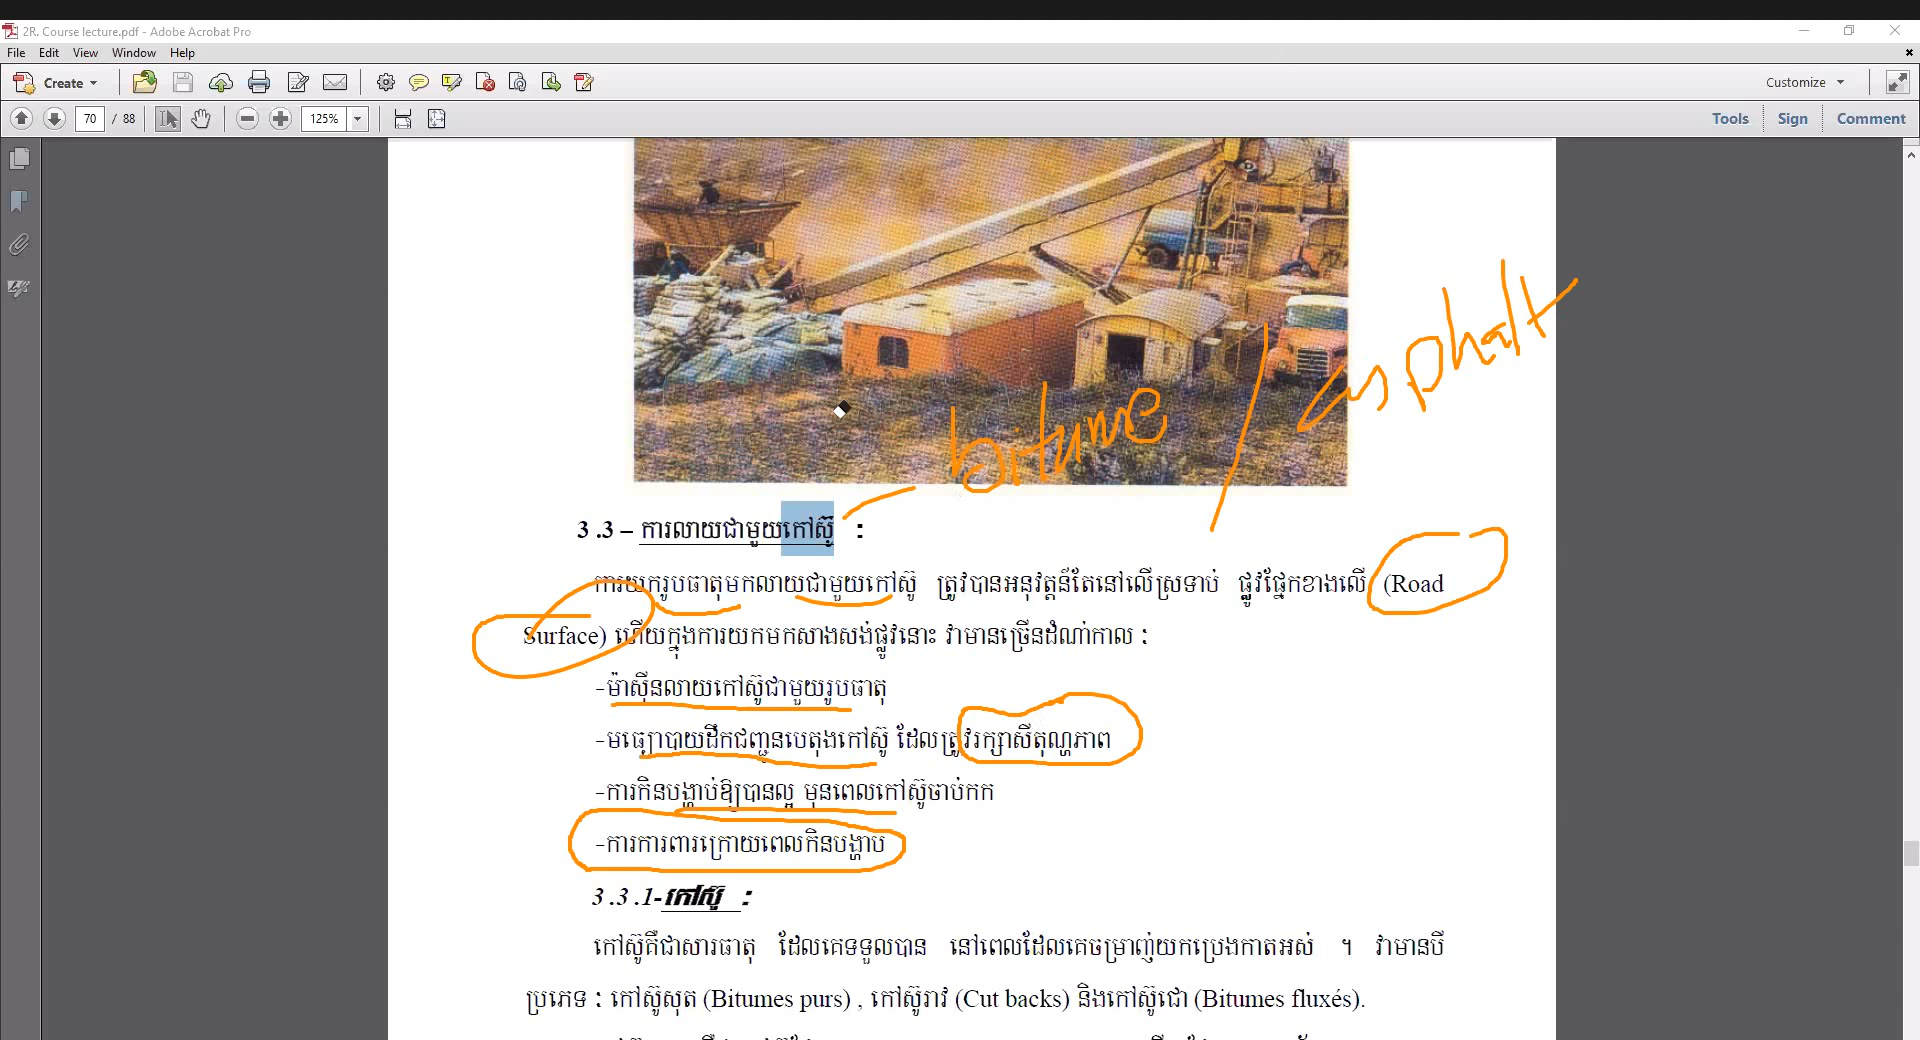 2R. Course lecture.pdf - Adobe Acrobat Pro
File Edit View Window Help
Create Customize
70 / 88 125% Tools Sign Comment
bitume / asphalt
3 .3 – ការលាយជាមួយកៅស៊ូ :
ការយករូបធាតុមកលាយជាមួយកៅស៊ូ ត្រូវបានអនុវត្តន៍តែនៅលើស្រទាប់ ផ្លូវផ្នែកខាងលើ (Road
Surface) ហើយក្នុងការយកមកសាងសង់ផ្លូវនោះ វាមានច្រើនដំណាក់កាល :
-ម៉ាស៊ីនលាយកៅស៊ូជាមួយរូបធាតុ
-មធ្យោបាយដឹកជញ្ជូនបេតុងកៅស៊ូ ដែលត្រូវរក្សាសីតុណ្ហភាព
-ការកិនបង្ហាប់ឱ្យបានល្អ មុនពេលកៅស៊ូចាប់កក
-ការការពារក្រោយពេលកិនបង្ហាប់
3 .3 .1-កៅស៊ូ :
កៅស៊ូគឺជាសារធាតុ ដែលគេទទួលបាន នៅពេលដែលគេចម្រាញ់យកប្រេងកាតអស់ ។ វាមានបី
ប្រភេទ : កៅស៊ូសុត (Bitumes purs) , កៅស៊ូរាវ (Cut backs) និងកៅស៊ូជោ (Bitumes fluxés).